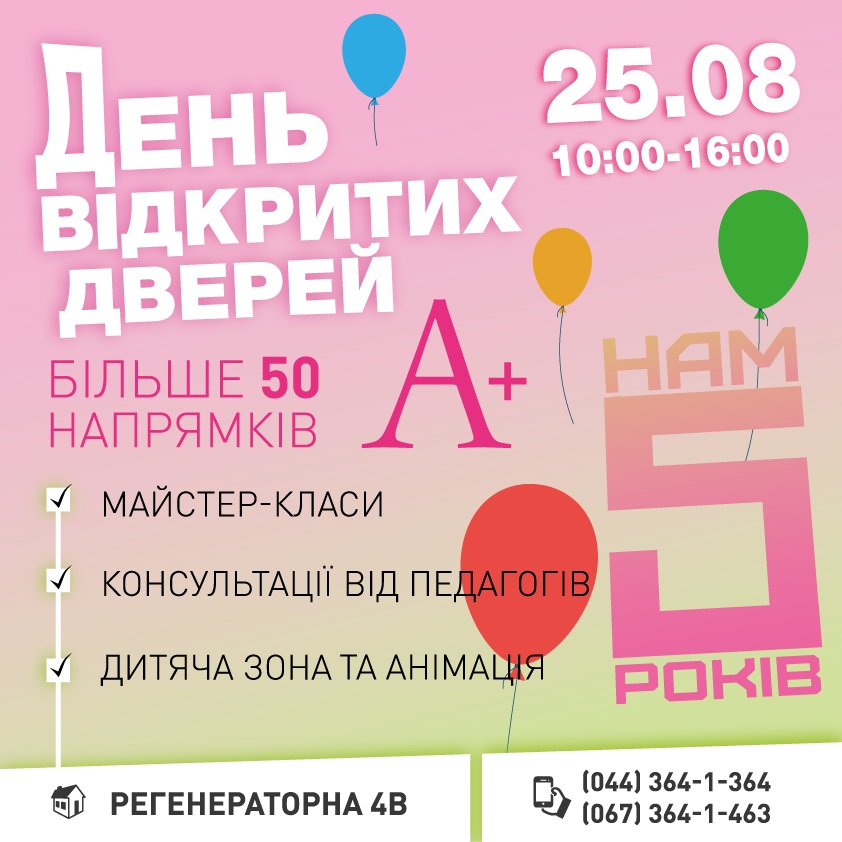 День
відкритих
дверей
25.08
10:00-16:00
БІЛЬШЕ 50
НАПРЯМКІВ
A+
НАМ
5
РОКІВ
МАЙСТЕР-КЛАСИ
КОНСУЛЬТАЦІЇ ВІД ПЕДАГОГІВ
ДИТЯЧА ЗОНА ТА АНІМАЦІЯ
РЕГЕНЕРАТОРНА 4В
(044) 364-1-364
(067) 364-1-463